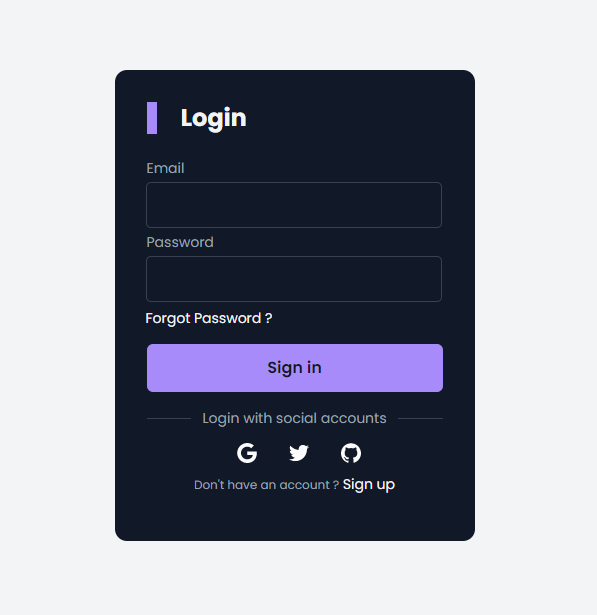 Login
Email
Password
Forgot Password ?
Sign in
Login with social accounts
Don't have an account ? Sign up